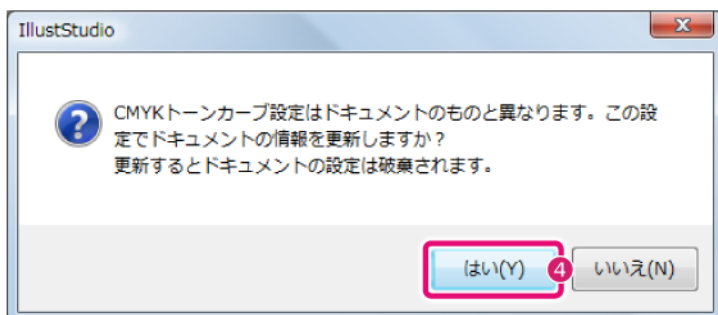 IllustStudio
CMYKトーンカーブ設定はドキュメントのものと異なります。この設
定でドキュメントの情報を更新しますか？
更新するとドキュメントの設定は破棄されます。
はい(Y) 4 いいえ(N)